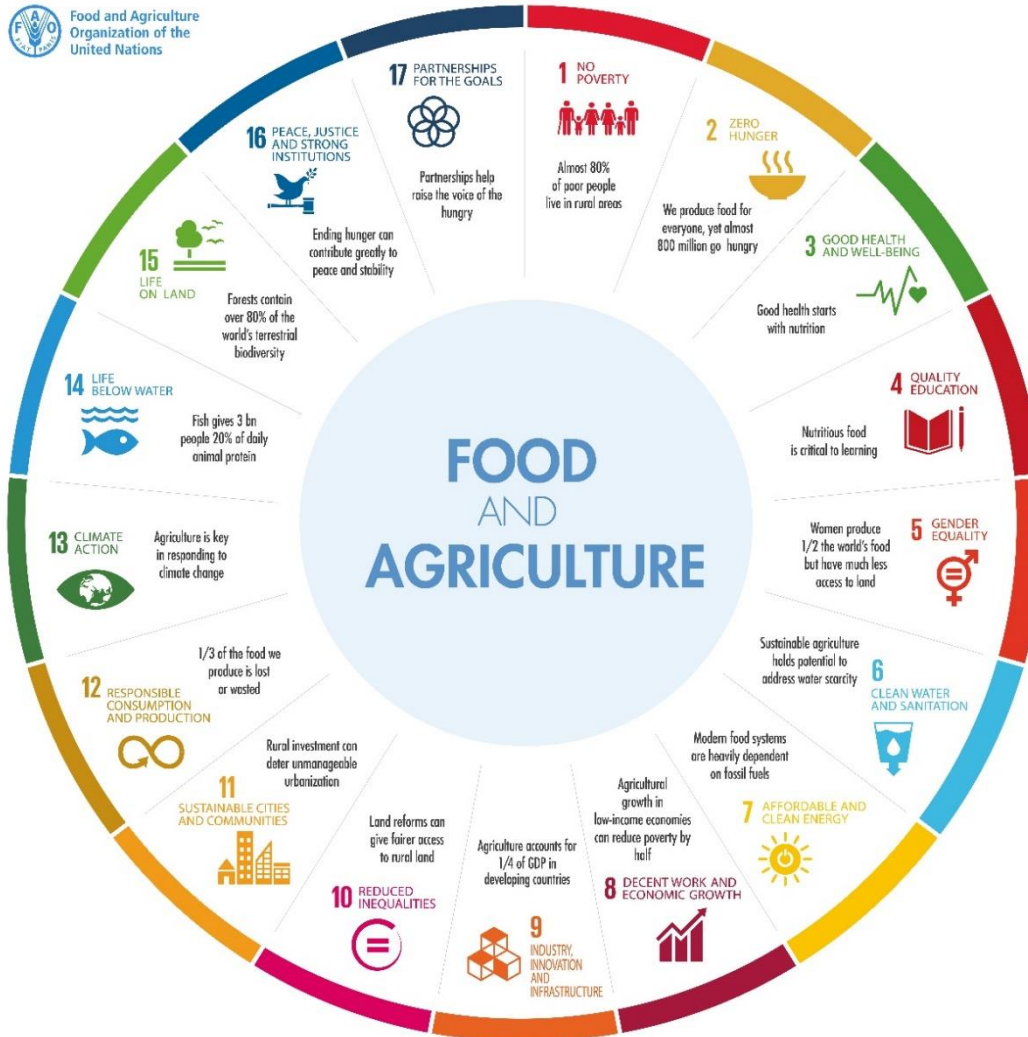 Food and Agriculture
Organization of the
United Nations
FIAT PANIS
1 NO
POVERTY
Almost 80%
of poor people
live in rural areas
2 ZERO
HUNGER
We produce food for
everyone, yet almost
800 million go hungry
3 GOOD HEALTH
AND WELL-BEING
Good health starts
with nutrition
4 QUALITY
EDUCATION
Nutritious food
is critical to learning
5 GENDER
EQUALITY
Women produce
1/2 the world's food
but have much less
access to land
6
CLEAN WATER
AND SANITATION
Sustainable agriculture
holds potential to
address water scarcity
7 AFFORDABLE AND
CLEAN ENERGY
Modern food systems
are heavily dependent
on fossil fuels
8 DECENT WORK AND
ECONOMIC GROWTH
Agricultural
growth in
low-income economies
can reduce poverty by
half
9
INDUSTRY,
INNOVATION
AND
INFRASTRUCTURE
Agriculture accounts for
1/4 of GDP in
developing countries
10 REDUCED
INEQUALITIES
Land reforms can
give fairer access
to rural land
11
SUSTAINABLE CITIES
AND COMMUNITIES
Rural investment can
deter unmanageable
urbanization
12 RESPONSIBLE
CONSUMPTION
AND PRODUCTION
1/3 of the food we
produce is lost
or wasted
13 CLIMATE
ACTION
Agriculture is key
in responding to
climate change
14 LIFE
BELOW WATER
Fish gives 3 bn
people 20% of daily
animal protein
15
LIFE
ON LAND
Forests contain
over 80% of the
world's terrestrial
biodiversity
16 PEACE, JUSTICE
AND STRONG
INSTITUTIONS
Ending hunger can
contribute greatly to
peace and stability
17 PARTNERSHIPS
FOR THE GOALS
Partnerships help
raise the voice of the
hungry
FOOD
AND
AGRICULTURE